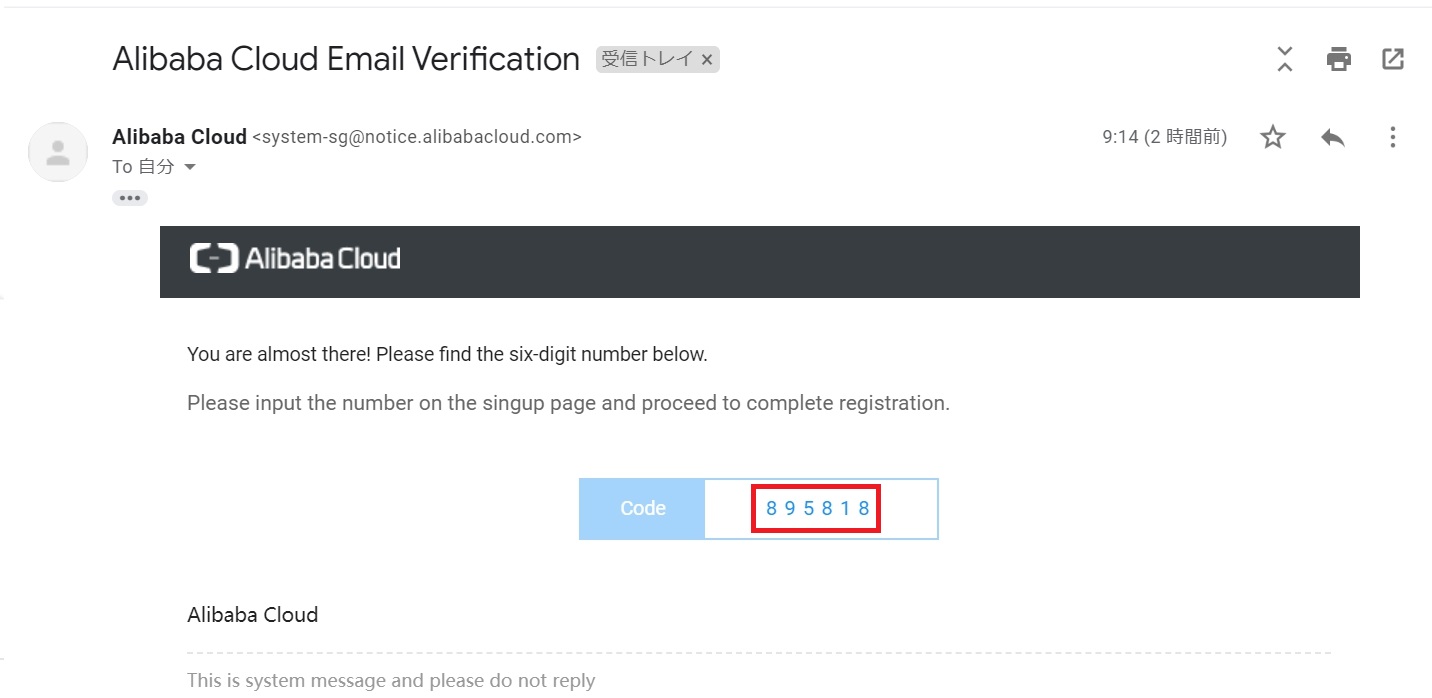 Alibaba Cloud Email Verification 受信トレイ ×
Alibaba Cloud <system-sg@notice.alibabacloud.com> 9:14 (2 時間前)
To 自分
Alibaba Cloud
You are almost there! Please find the six-digit number below.
Please input the number on the singup page and proceed to complete registration.
Code 8 9 5 8 1 8
Alibaba Cloud
This is system message and please do not reply